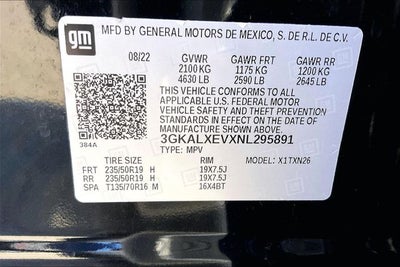 gm
MFD BY GENERAL MOTORS DE MEXICO, S. DE R.L. DE C.V.
08/22 GVWR GAWR FRT GAWR RR
2100 KG 1175 KG 1200 KG
4630 LB 2590 LB 2645 LB
THIS VEHICLE CONFORMS TO ALL
APPLICABLE U.S. FEDERAL MOTOR
VEHICLE SAFETY AND THEFT PREVENTION
STANDARDS IN EFFECT ON THE DATE OF
MANUFACTURE SHOWN ABOVE.
384A
3GKALXEVXNL295891
TYPE: MPV
TIRE SIZE RIM MODEL: X1TXN26
FRT 235/50R19 H 19X7.5J
RR 235/50R19 H 19X7.5J
SPA T135/70R16 M 16X4BT